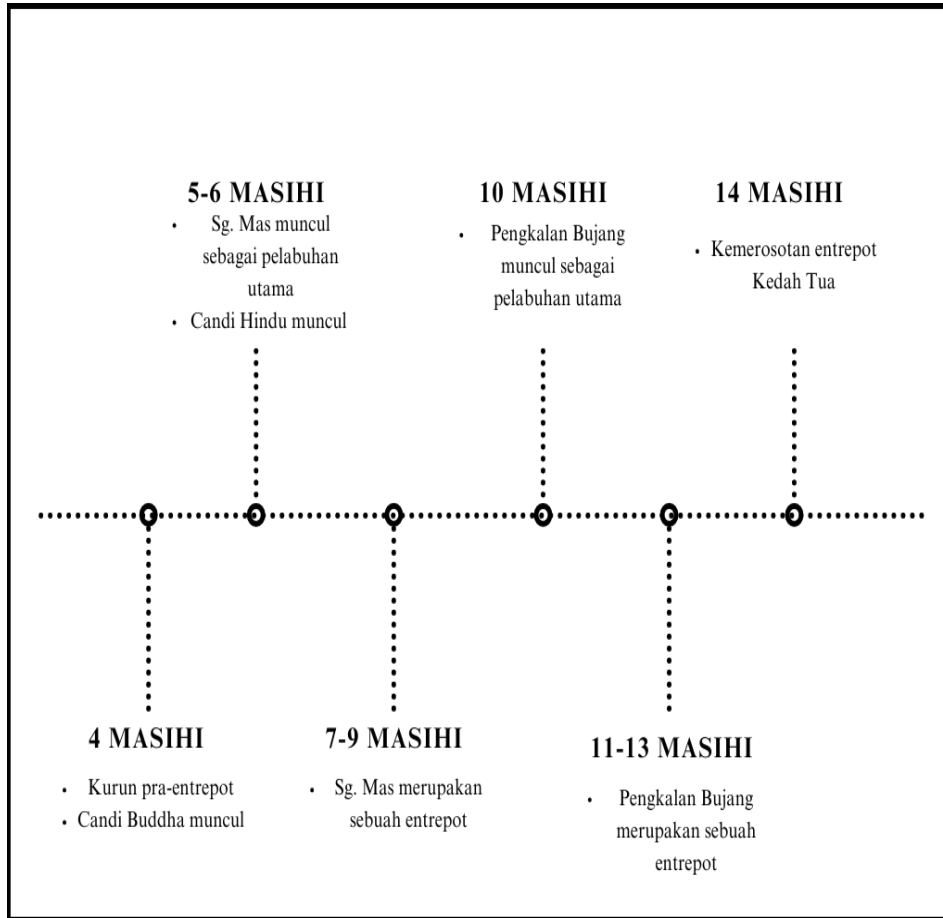 5-6 MASIHI
• Sg. Mas muncul
sebagai pelabuhan
utama
• Candi Hindu muncul
10 MASIHI
• Pengkalan Bujang
muncul sebagai
pelabuhan utama
14 MASIHI
• Kemerosotan entrepot
Kedah Tua
4 MASIHI
• Kurun pra-entrepot
• Candi Buddha muncul
7-9 MASIHI
• Sg. Mas merupakan
sebuah entrepot
11-13 MASIHI
• Pengkalan Bujang
merupakan sebuah
entrepot